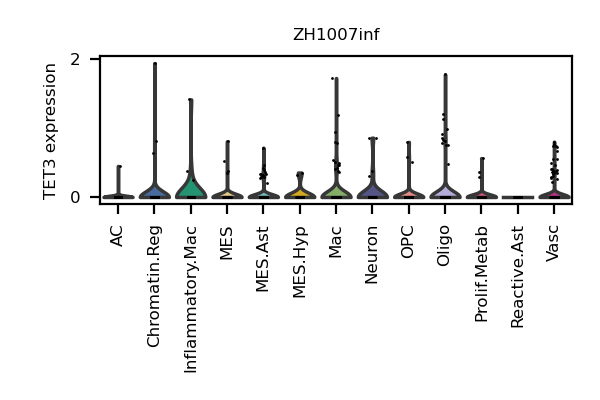 ZH1007inf
TET3 expression
2
0
AC
Chromatin.Reg
Inflammatory.Mac
MES
MES.Ast
MES.Hyp
Mac
Neuron
OPC
Oligo
Prolif.Metab
Reactive.Ast
Vasc